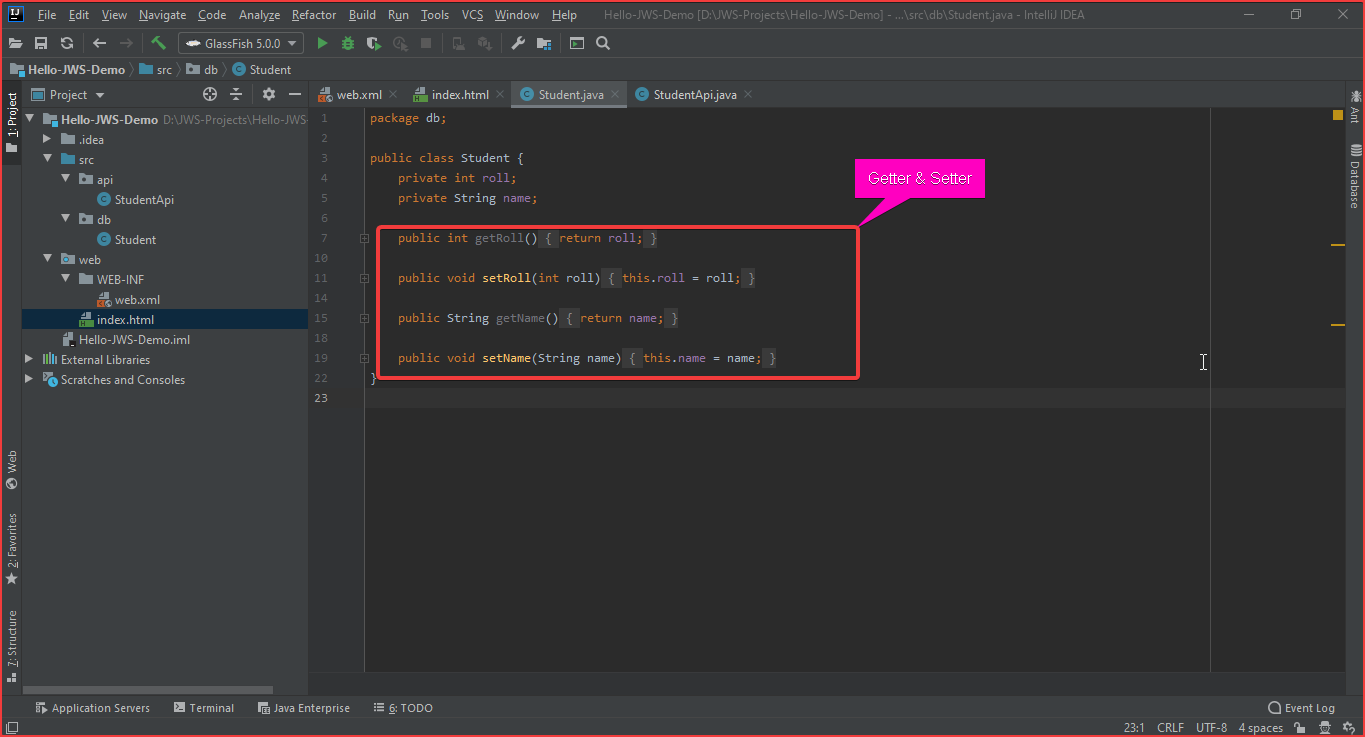 File Edit View Navigate Code Analyze Refactor Build Run Tools VCS Window Help Hello-JWS-Demo [D:\JWS-Projects\Hello-JWS-Demo] - ...\src\db\Student.java - IntelliJ IDEA
GlassFish 5.0.0
Hello-JWS-Demo src db Student
Project
web.xml index.html Student.java StudentApi.java
1: Project
Hello-JWS-Demo D:\JWS-Projects\Hello-JWS
.idea
src
api
StudentApi
db
Student
web
WEB-INF
web.xml
index.html
Hello-JWS-Demo.iml
External Libraries
Scratches and Consoles
Web
2: Favorites
7: Structure
1 package db;
2
3 public class Student {
4 private int roll;
5 private String name;
6
7 public int getRoll() { return roll; }
10
11 public void setRoll(int roll) { this.roll = roll; }
14
15 public String getName() { return name; }
18
19 public void setName(String name) { this.name = name; }
22 }
23
Getter & Setter
Ant
Database
Application Servers Terminal Java Enterprise 6: TODO Event Log
23:1 CRLF UTF-8 4 spaces